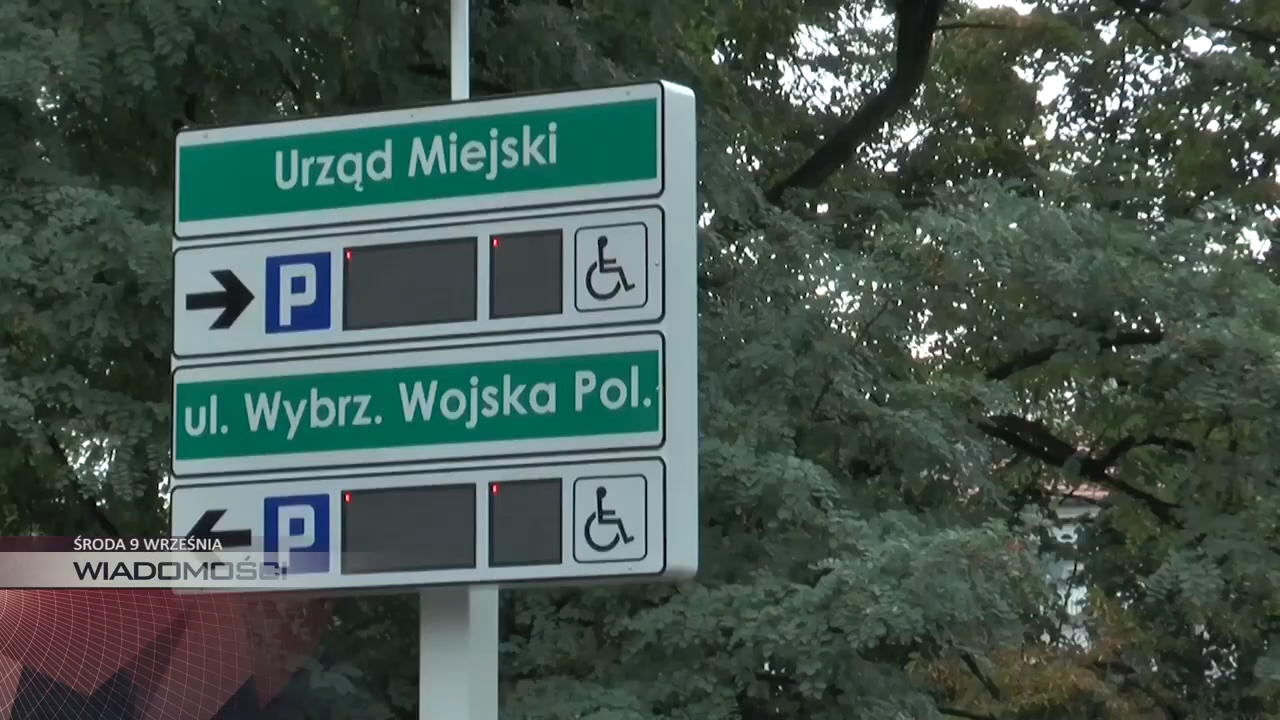 Urząd Miejski
P
ul. Wybrz. Wojska Pol.
P
ŚRODA 9 WRZEŚNIA
WIADOMOŚCI